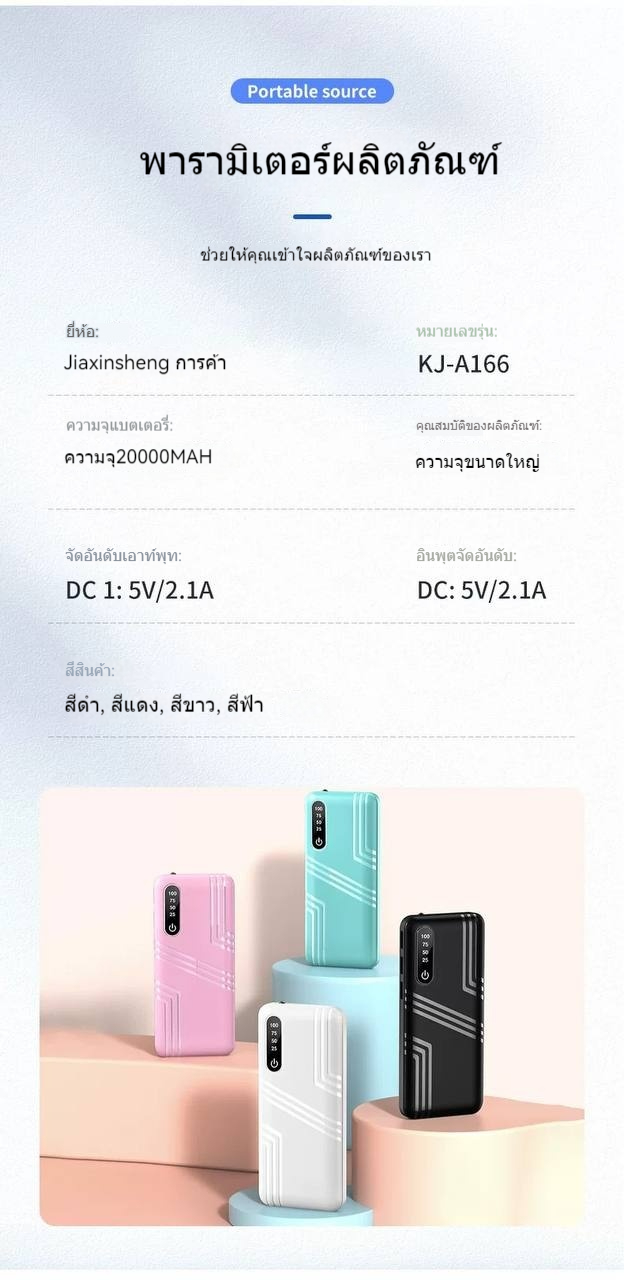 Portable source
พารามิเตอร์ผลิตภัณฑ์
ช่วยให้คุณเข้าใจผลิตภัณฑ์ของเรา
ยี่ห้อ:
หมายเลขรุ่น:
Jiaxinsheng การค้า
KJ-A166
ความจุแบตเตอรี่:
คุณสมบัติของผลิตภัณฑ์:
ความจุ20000MAH
ความจุขนาดใหญ่
จัดอันดับเอาท์พุท:
อินพุตจัดอันดับ:
DC 1: 5V/2.1A
DC: 5V/2.1A
สีสินค้า:
สีดำ, สีแดง, สีขาว, สีฟ้า
100
75
50
25
100
75
50
25
100
75
50
25
100
75
50
25